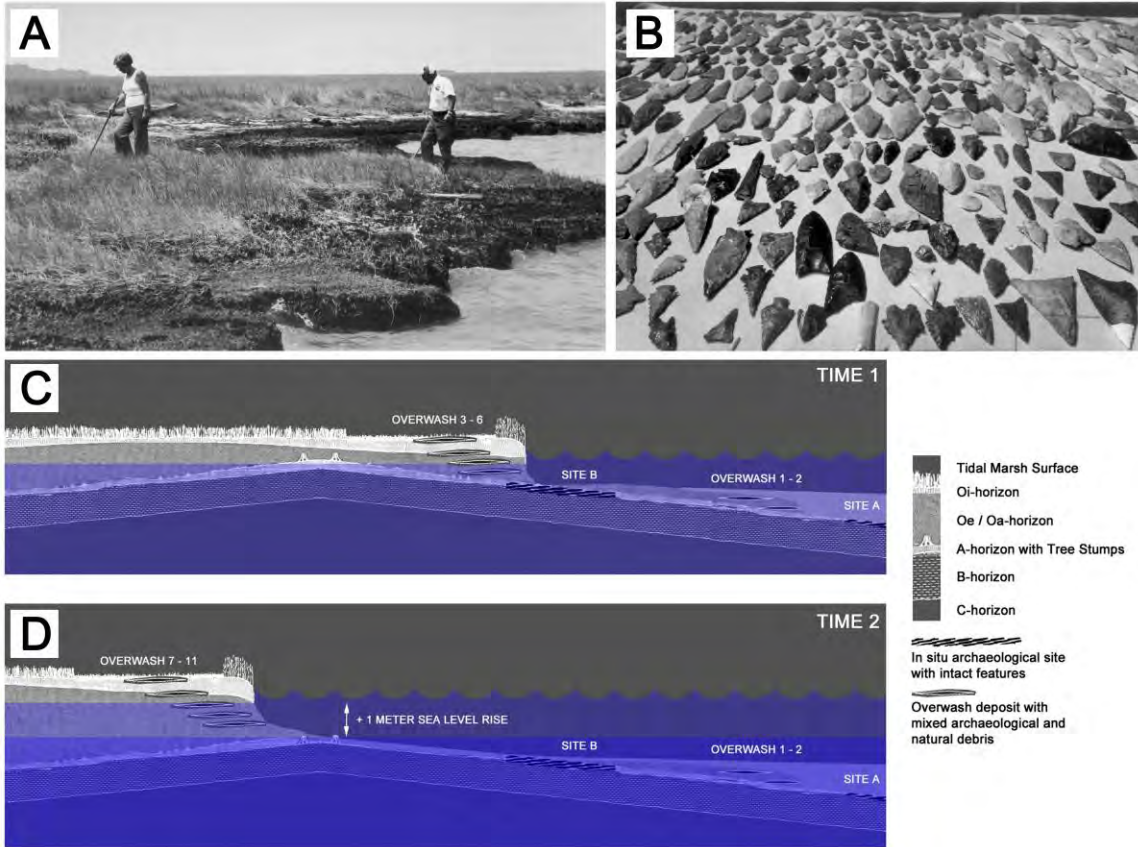 A
B
C
TIME 1
OVERWASH 3 - 6
SITE B
OVERWASH 1 - 2
SITE A
D
TIME 2
OVERWASH 7 - 11
+ 1 METER SEA LEVEL RISE
SITE B
OVERWASH 1 - 2
SITE A
Tidal Marsh Surface
Oi-horizon
Oe / Oa-horizon
A-horizon with Tree Stumps
B-horizon
C-horizon
In situ archaeological site
with intact features
Overwash deposit with
mixed archaeological and
natural debris